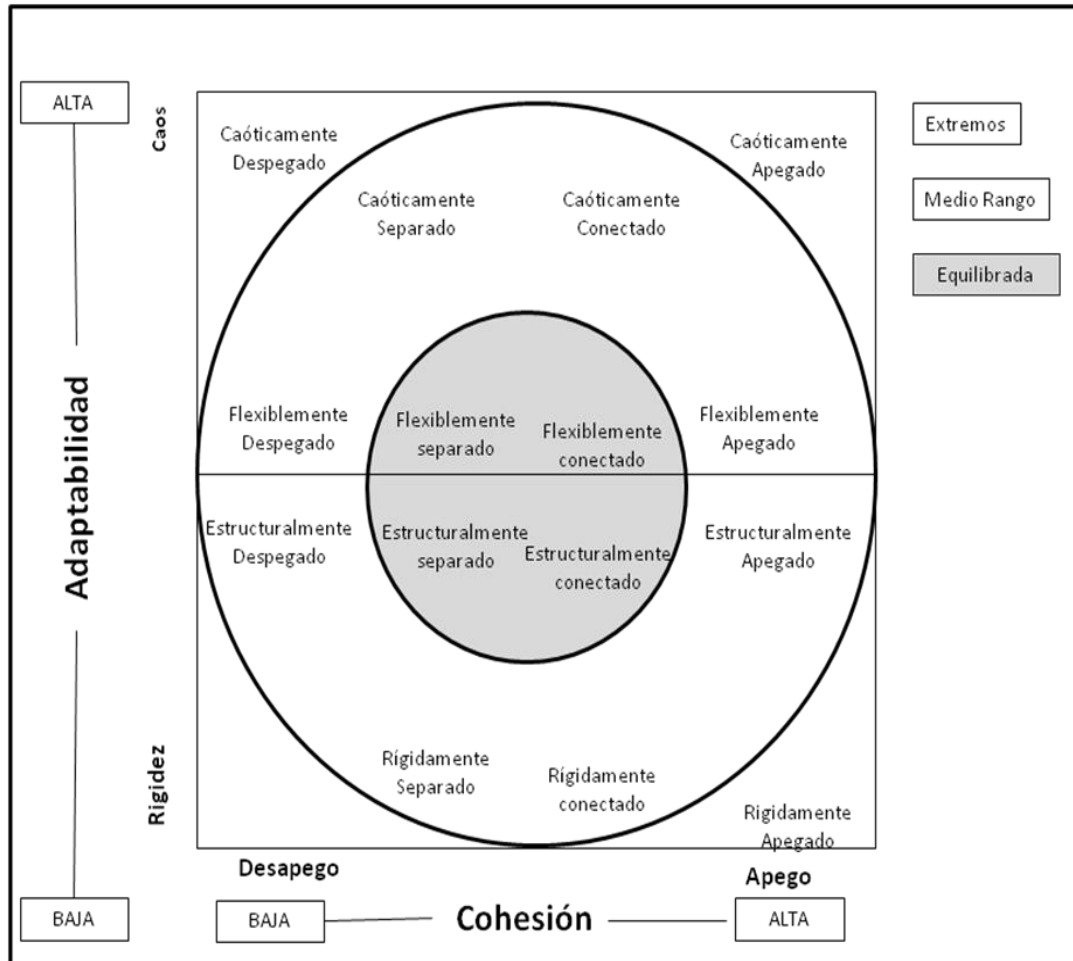 ALTA
Caos
Caóticamente
Despegado
Caóticamente
Apegado
Extremos
Caóticamente
Separado
Caóticamente
Conectado
Medio Rango
Equilibrada
Adaptabilidad
Flexiblemente
Despegado
Flexiblemente
separado
Flexiblemente
conectado
Flexiblemente
Apegado
Estructuralmente
Despegado
Estructuralmente
separado
Estructuralmente
conectado
Estructuralmente
Apegado
Rigidez
Rígidamente
Separado
Rígidamente
conectado
Rigidamente
Apegado
Desapego
Apego
BAJA
BAJA
Cohesión
ALTA